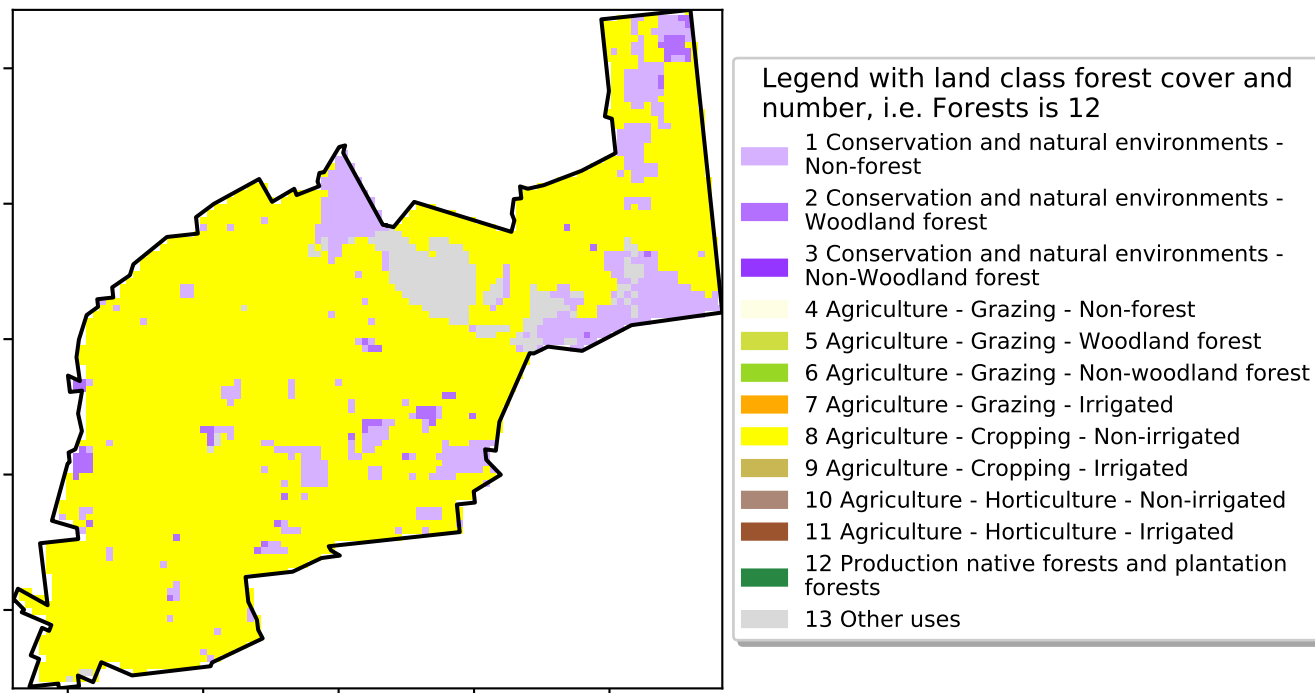 Legend with land class forest cover and
number, i.e. Forests is 12
1 Conservation and natural environments -
Non-forest
2 Conservation and natural environments -
Woodland forest
3 Conservation and natural environments -
Non-Woodland forest
4 Agriculture - Grazing - Non-forest
5 Agriculture - Grazing - Woodland forest
6 Agriculture - Grazing - Non-woodland forest
7 Agriculture - Grazing - Irrigated
8 Agriculture - Cropping - Non-irrigated
9 Agriculture - Cropping - Irrigated
10 Agriculture - Horticulture - Non-irrigated
11 Agriculture - Horticulture - Irrigated
12 Production native forests and plantation
forests
13 Other uses